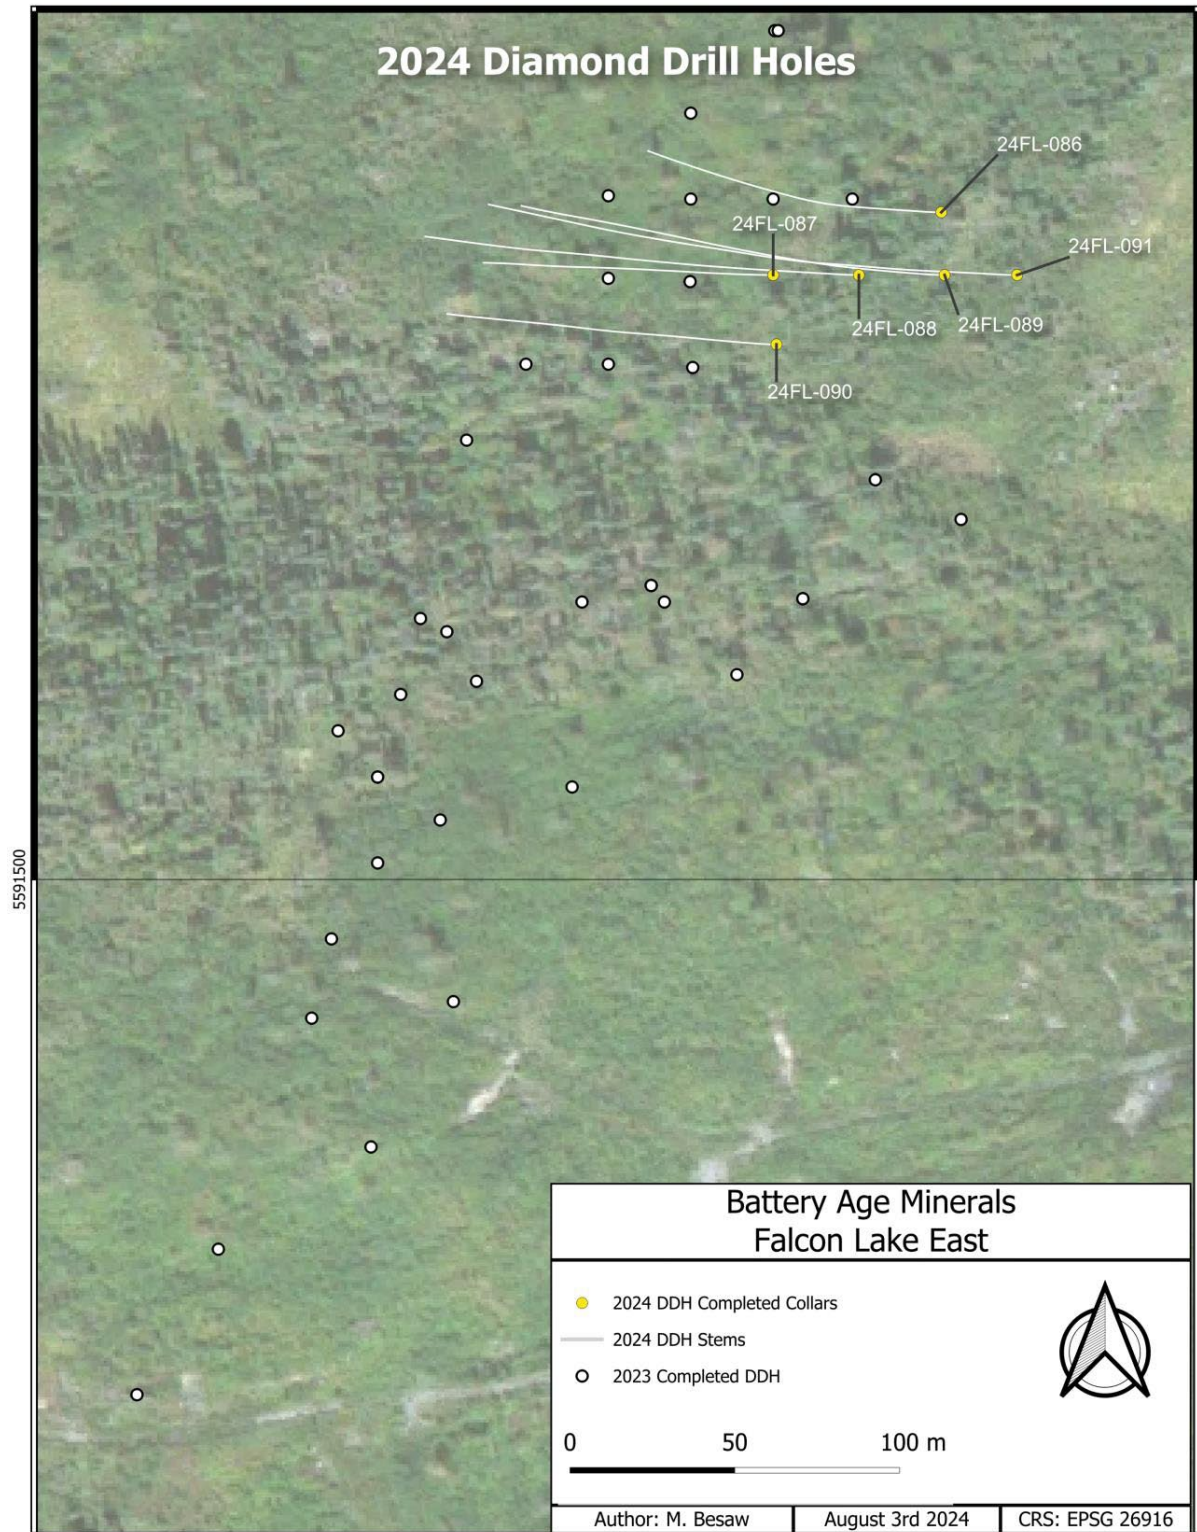 2024 Diamond Drill Holes
24FL-086
24FL-087
24FL-091
24FL-088
24FL-089
24FL-090
5591500
Battery Age Minerals
Falcon Lake East
2024 DDH Completed Collars
2024 DDH Stems
2023 Completed DDH
0 50 100 m
Author: M. Besaw August 3rd 2024 CRS: EPSG 26916